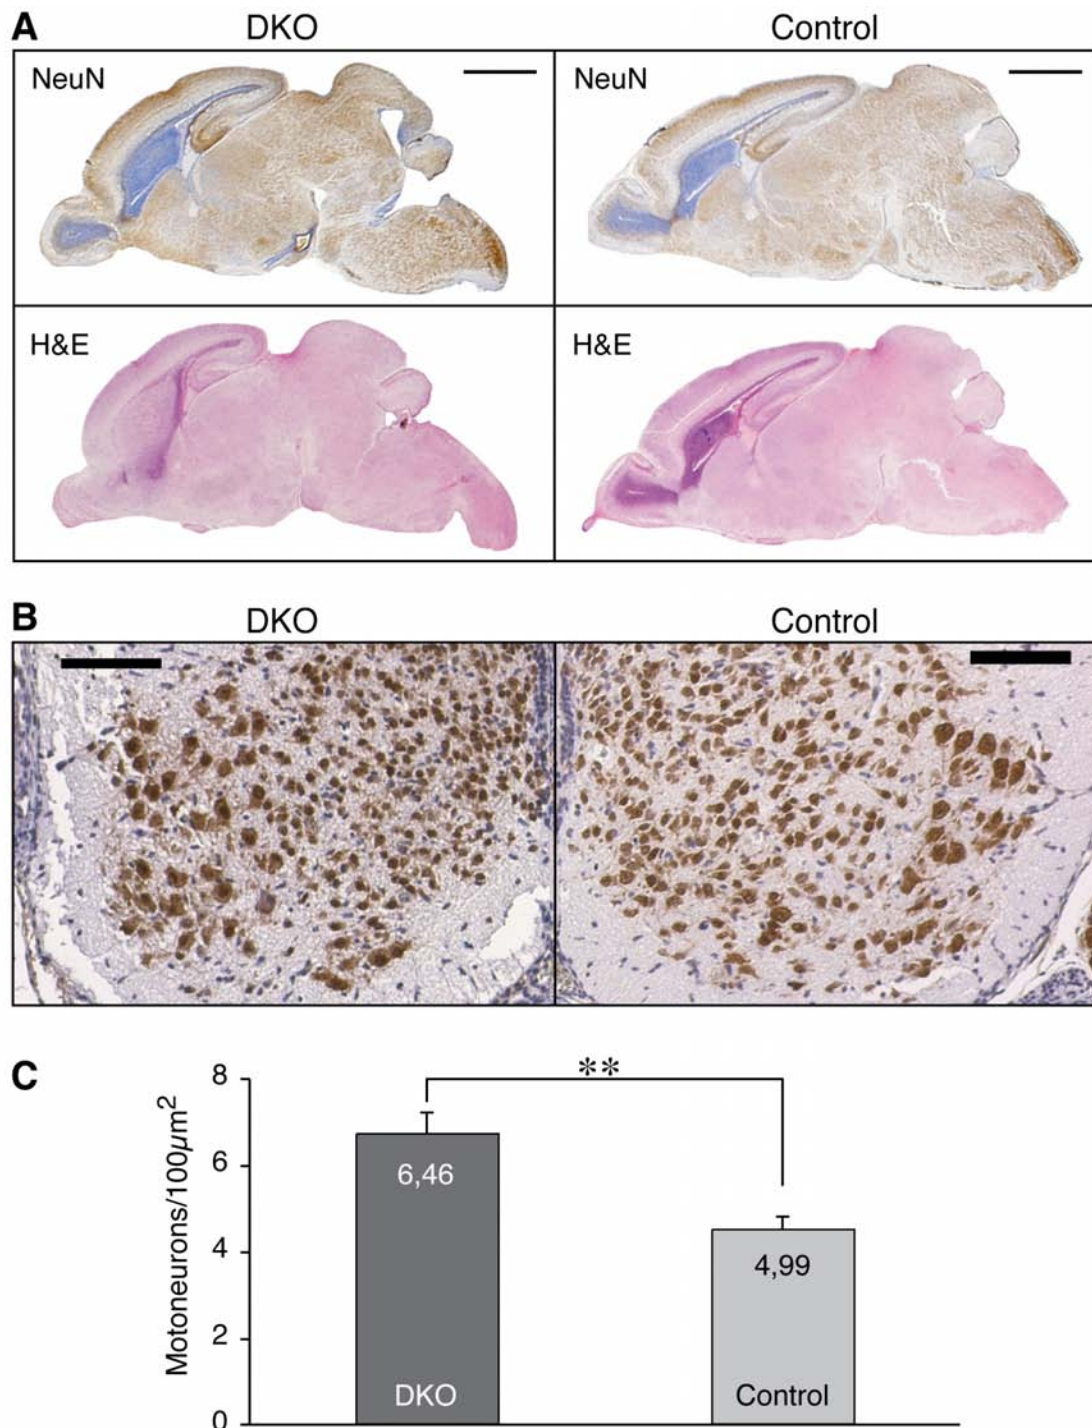 A DKO Control
NeuN NeuN
H&E H&E
B DKO Control
C
**
Motoneurons/100µm²
8
6
4
2
0
6,46
4,99
DKO
Control